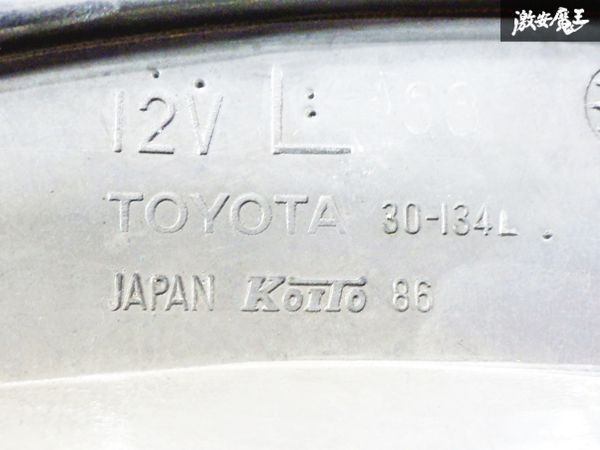 激安魔王
12V L
TOYOTA 30-134L
JAPAN KOITO 86